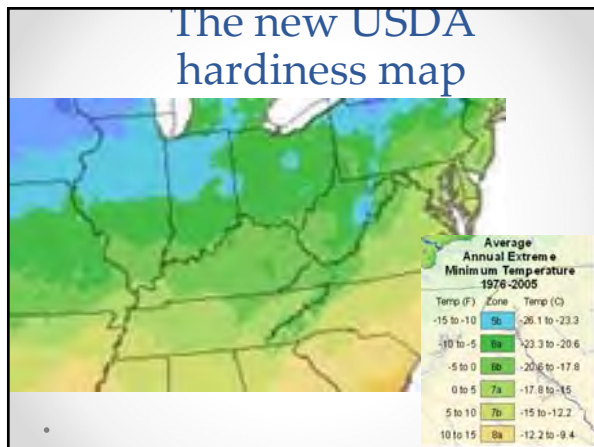 The new USDA
hardiness map
Average
Annual Extreme
Minimum Temperature
1976-2005
Temp (F) Zone Temp (C)
-15 to -10 5b -26.1 to -23.3
-10 to -5 6a -23.3 to -20.6
-5 to 0 6b -20.6 to -17.8
0 to 5 7a -17.8 to -15
5 to 10 7b -15 to -12.2
10 to 15 8a -12.2 to -9.4